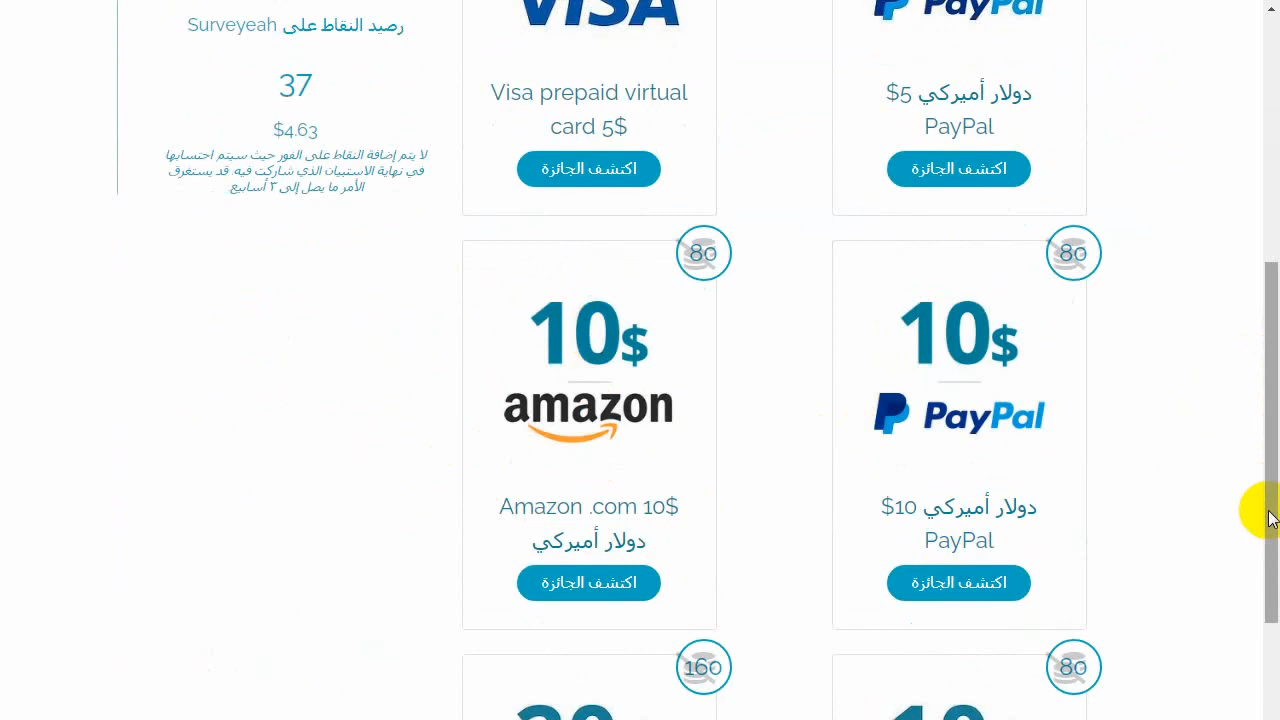 رصيد النقاط على Surveyeah
37
$4.63
لا يتم إضافة النقاط على الفور حيث سيتم احتسابها
في نهاية الاستبيان الذي شاركت فيه. قد يستغرق
الأمر ما يصل إلى ٣ أسابيع
VISA
Visa prepaid virtual
card 5$
اكتشف الجائزة
PayPal
دولار أميركي 5$
PayPal
اكتشف الجائزة
80
10$
amazon
Amazon .com 10$
دولار أميركي
اكتشف الجائزة
80
10$
PayPal
دولار أميركي 10$
PayPal
اكتشف الجائزة
160
80